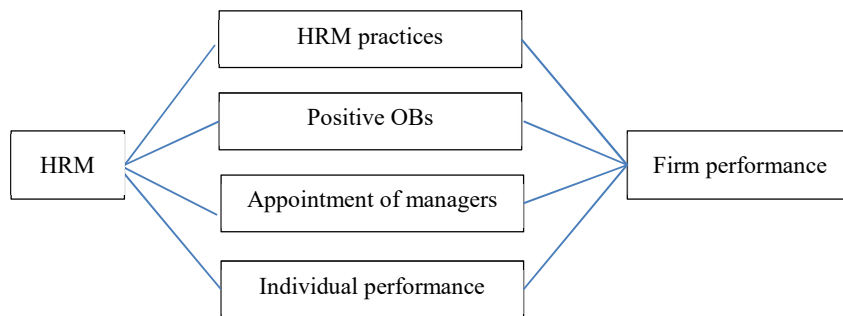 HRM practices
Positive OBs
HRM
Firm performance
Appointment of managers
Individual performance